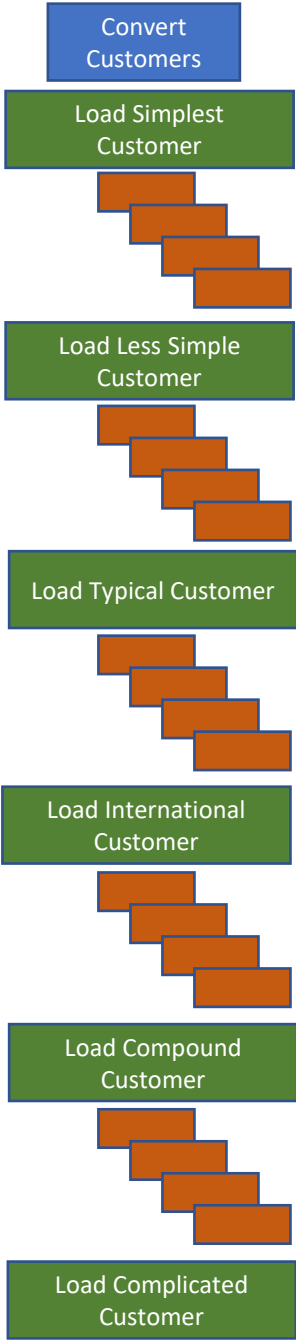 Convert
Customers
Load Simplest
Customer
Load Less Simple
Customer
Load Typical Customer
Load International
Customer
Load Compound
Customer
Load Complicated
Customer